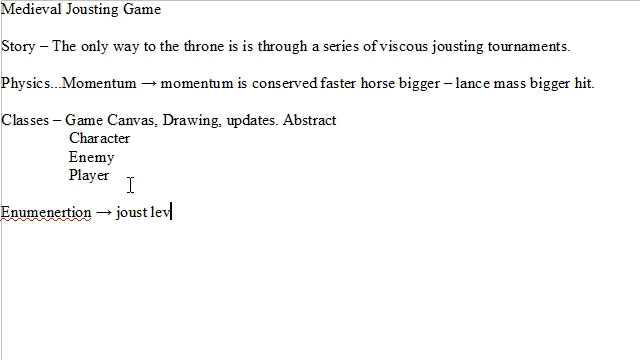 Medieval Jousting Game
Story – The only way to the throne is is through a series of viscous jousting tournaments.
Physics...Momentum → momentum is conserved faster horse bigger – lance mass bigger hit.
Classes – Game Canvas, Drawing, updates. Abstract
Character
Enemy
Player
Enumenertion → joust lev